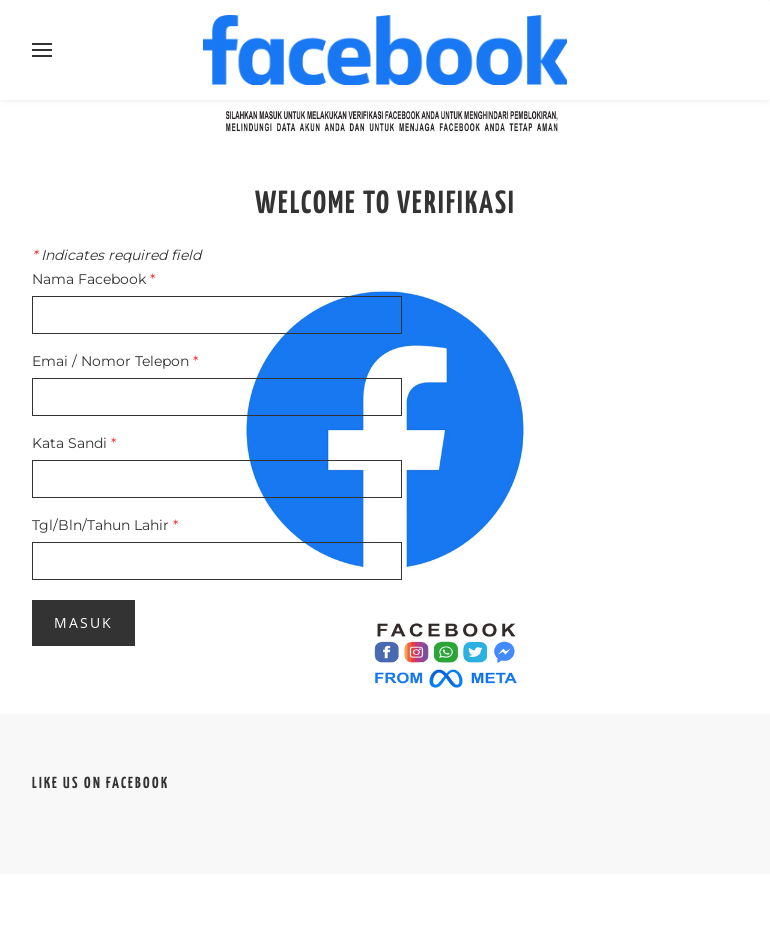 facebook
SILAHKAN MASUK UNTUK MELAKUKAN VERIFIKASI FACEBOOK ANDA UNTUK MENGHINDARI PEMBLOKIRAN,
MELINDUNGI DATA AKUN ANDA DAN UNTUK MENJAGA FACEBOOK ANDA TETAP AMAN
WELCOME TO VERIFIKASI
* Indicates required field
Nama Facebook *
Emai / Nomor Telepon *
Kata Sandi *
Tgl/Bln/Tahun Lahir *
MASUK
FACEBOOK
FROM META
LIKE US ON FACEBOOK